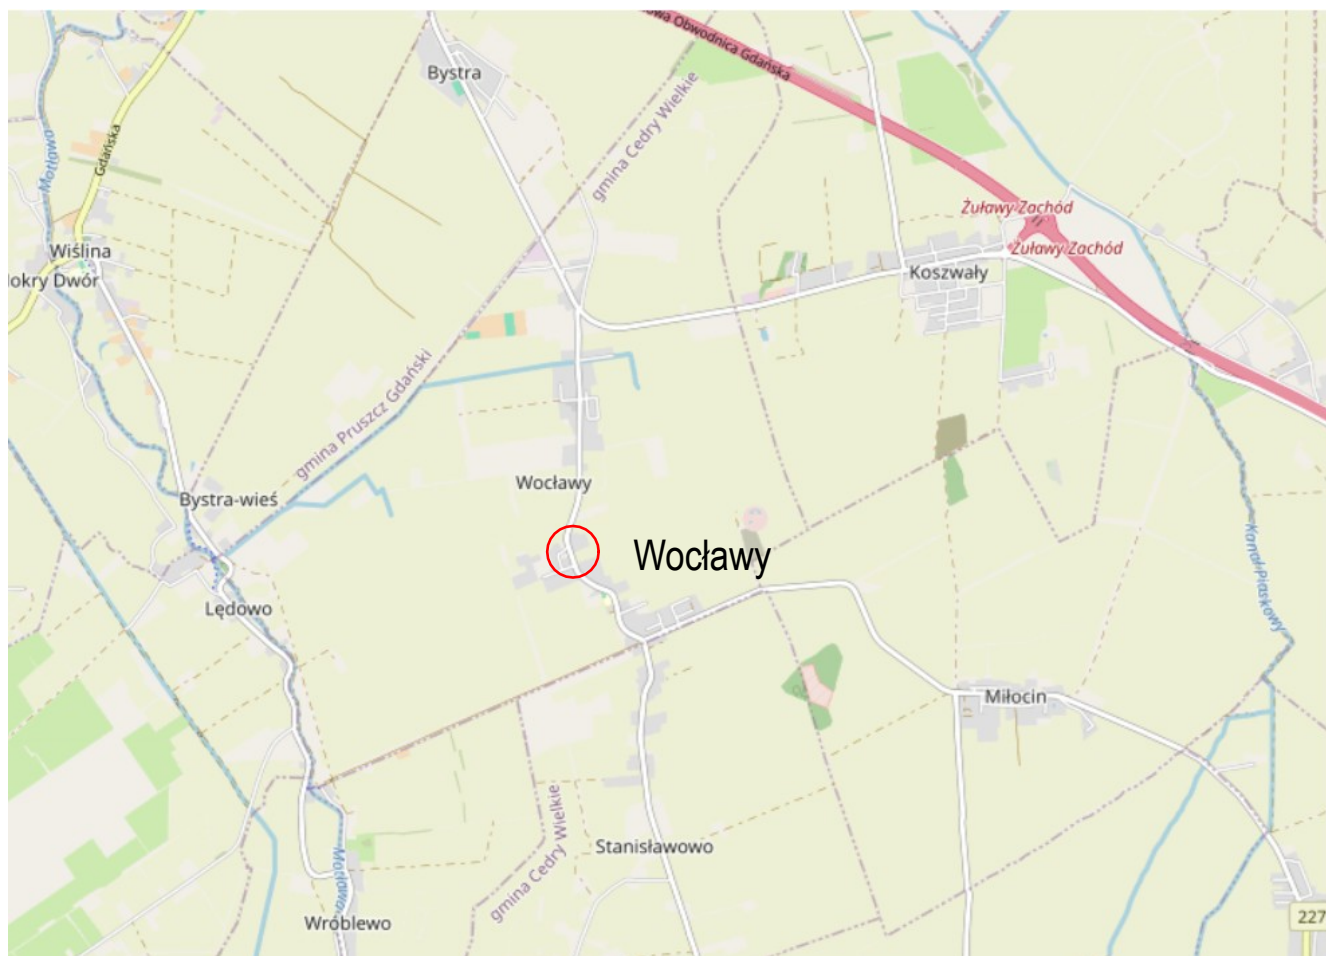 owa Obwodnica Gdańska
Bystra
gmina Cedry Wielkie
Gdańska
Motława
Żuławy Zachód
Wiślina
Żuławy Zachód
Koszwały
okry Dwór
gmina Pruszcz Gdański
Wocławy
Bystra-wieś
Wocławy
Kanał Piaskowy
Lędowo
Miłocin
gmina Cedry Wielkie
Stanisławowo
Motława
Wróblewo
227